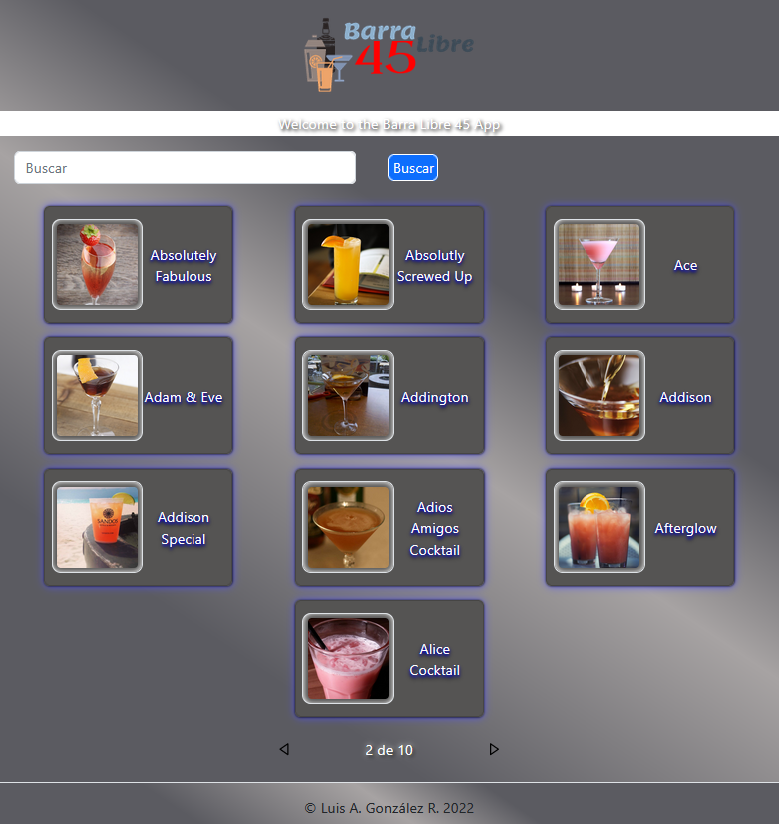 Barra
45 Libre
Welcome to the Barra Libre 45 App
Buscar
Buscar
Absolutely
Fabulous
Absolutly
Screwed Up
Ace
Adam & Eve
Addington
Addison
SANDOS
Addison
Special
Adios
Amigos
Cocktail
Afterglow
Alice
Cocktail
2 de 10
© Luis A. González R. 2022